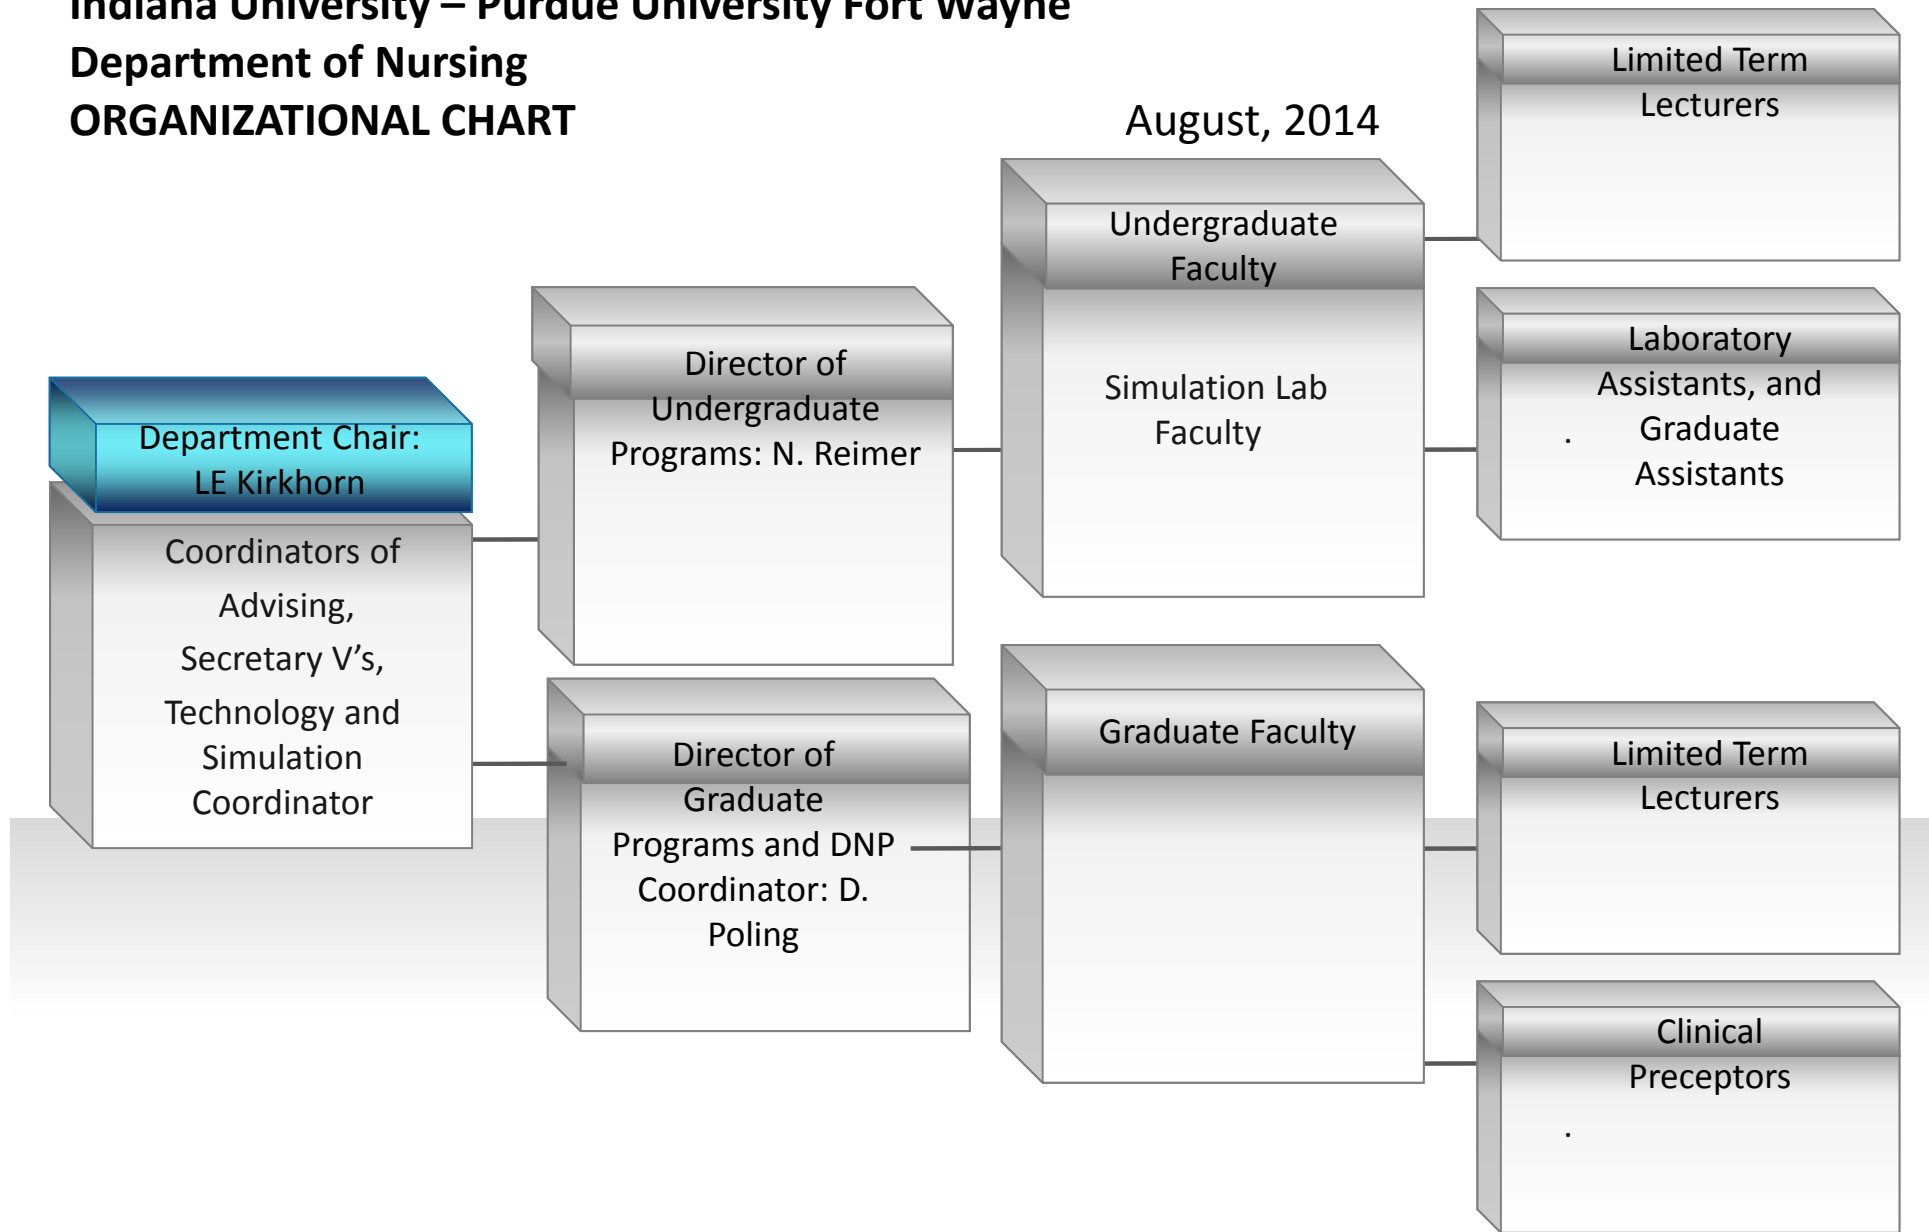 Indiana University – Purdue University Fort Wayne
Department of Nursing
ORGANIZATIONAL CHART
August, 2014
Department Chair:
LE Kirkhorn
Coordinators of
Advising,
Secretary V’s,
Technology and
Simulation
Coordinator
Director of
Undergraduate
Programs: N. Reimer
Director of
Graduate
Programs and DNP
Coordinator: D.
Poling
Undergraduate
Faculty
Simulation Lab
Faculty
Graduate Faculty
Limited Term
Lecturers
Laboratory
Assistants, and
. Graduate
Assistants
Limited Term
Lecturers
Clinical
Preceptors
.